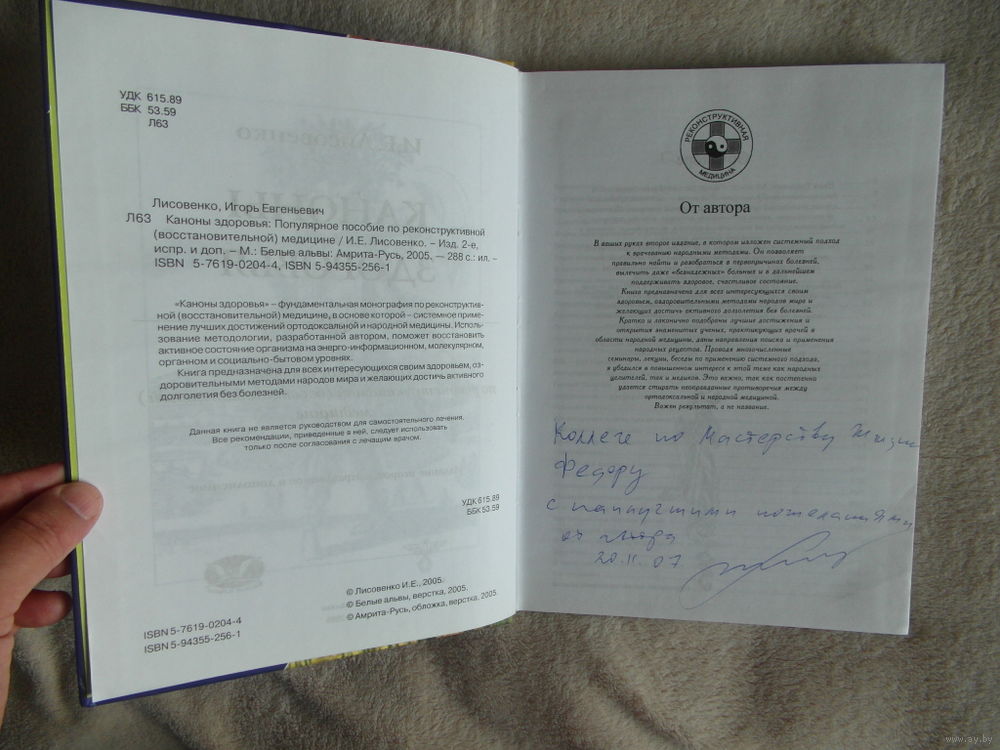 УДК 615.89
ББК 53.59
Л63
Лисовенко, Игорь Евгеньевич
Л63 Каноны здоровья: Популярное пособие по реконструктивной
(восстановительной) медицине / И.Е. Лисовенко. – Изд. 2-е,
испр. и доп. – М.: Белые альвы: Амрита-Русь, 2005. — 288 с.: ил. –
ISBN 5-7619-0204-4, ISBN 5-94355-256-1
«Каноны здоровья» – фундаментальная монография по реконструктив-
ной (восстановительной) медицине, в основе которой – системное приме-
нение лучших достижений ортодоксальной и народной медицины. Исполь-
зование методологии, разработанной автором, поможет восстановить
активное состояние организма на энерго-информационном, молекулярном,
органном и социально-бытовом уровнях.
Книга предназначена для всех интересующихся своим здоровьем, оз-
доровительными методами народов мира и желающих достичь активного
долголетия без болезней.
Данная книга не является руководством для самостоятельного лечения.
Все рекомендации, приведенные в ней, следует использовать
только после согласования с лечащим врачом.
УДК 615.89
ББК 53.59
© Лисовенко И.Е., 2005.
© Белые альвы, верстка, 2005.
© Амрита-Русь, обложка, верстка, 2005.
ISBN 5-7619-0204-4
ISBN 5-94355-256-1
РЕКОНСТРУКТИВНАЯ
МЕДИЦИНА
От автора
В ваших руках второе издание, в котором изложен системный подход
к врачеванию народными методами. Он позволяет
правильно найти и разобраться в первопричинах болезней,
вылечить даже «безнадежных» больных и в дальнейшем
поддерживать здоровое, счастливое состояние.
Книга предназначена для всех интересующихся своим
здоровьем, оздоровительными методами народов мира и
желающих достичь активного долголетия без болезней.
Кратко и лаконично подобраны лучшие достижения и
открытия знаменитых ученых, практикующих врачей в
области народной медицины, даны направления поиска и применения
народных рецептов. Проводя многочисленные
семинары, лекции, беседы по применению системного подхода,
я убедился в повышенном интересе к этой теме как народных
целителей, так и медиков. Это важно, так как постепенно
удается стирать неоправданные противоречия между
ортодоксальной и народной медициной.
Важен результат, а не название.
Коллеге по Мастерству Жизни
Федору
с наилучшими пожеланиями
от автора
20.11.07
www.ay.by